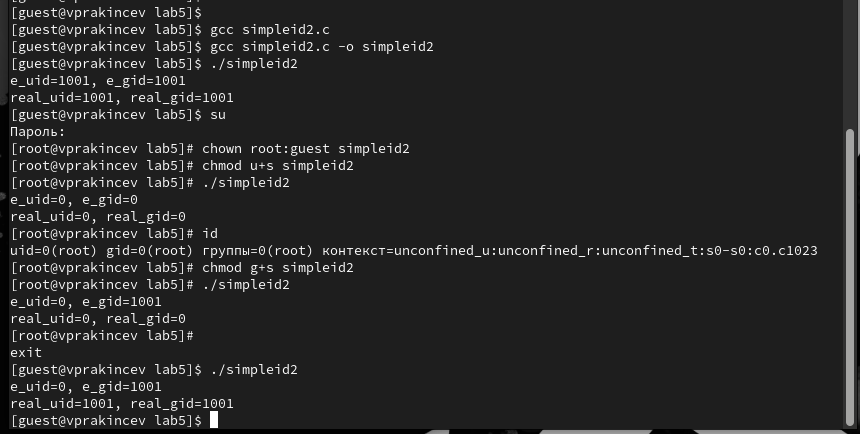 [guest@vprakincev lab5]$
[guest@vprakincev lab5]$ gcc simpleid2.c
[guest@vprakincev lab5]$ gcc simpleid2.c -o simpleid2
[guest@vprakincev lab5]$ ./simpleid2
e_uid=1001, e_gid=1001
real_uid=1001, real_gid=1001
[guest@vprakincev lab5]$ su
Пароль:
[root@vprakincev lab5]# chown root:guest simpleid2
[root@vprakincev lab5]# chmod u+s simpleid2
[root@vprakincev lab5]# ./simpleid2
e_uid=0, e_gid=0
real_uid=0, real_gid=0
[root@vprakincev lab5]# id
uid=0(root) gid=0(root) группы=0(root) контекст=unconfined_u:unconfined_r:unconfined_t:s0-s0:c0.c1023
[root@vprakincev lab5]# chmod g+s simpleid2
[root@vprakincev lab5]# ./simpleid2
e_uid=0, e_gid=1001
real_uid=0, real_gid=0
[root@vprakincev lab5]#
exit
[guest@vprakincev lab5]$ ./simpleid2
e_uid=0, e_gid=1001
real_uid=1001, real_gid=1001
[guest@vprakincev lab5]$